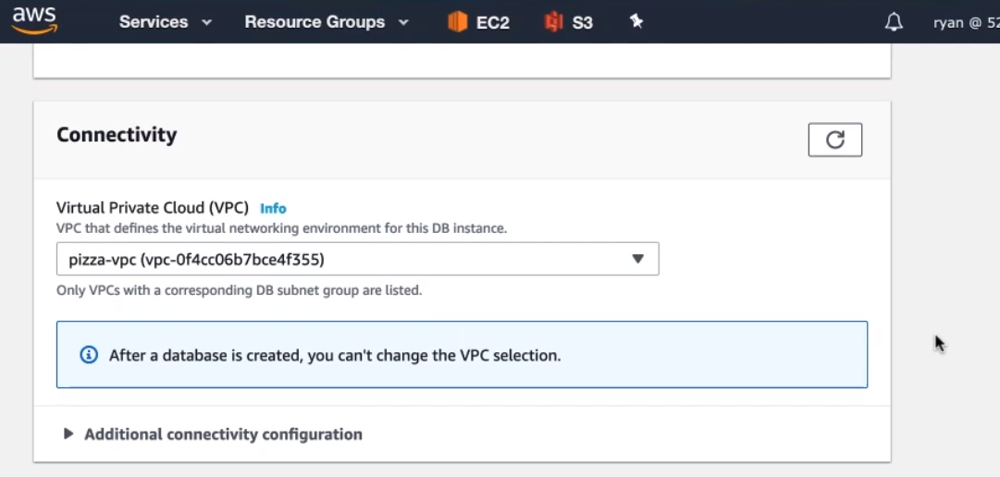 aws Services Resource Groups EC2 S3 ryan @ 52
Connectivity
Virtual Private Cloud (VPC) Info
VPC that defines the virtual networking environment for this DB instance.
pizza-vpc (vpc-0f4cc06b7bce4f355)
Only VPCs with a corresponding DB subnet group are listed.
After a database is created, you can't change the VPC selection.
Additional connectivity configuration